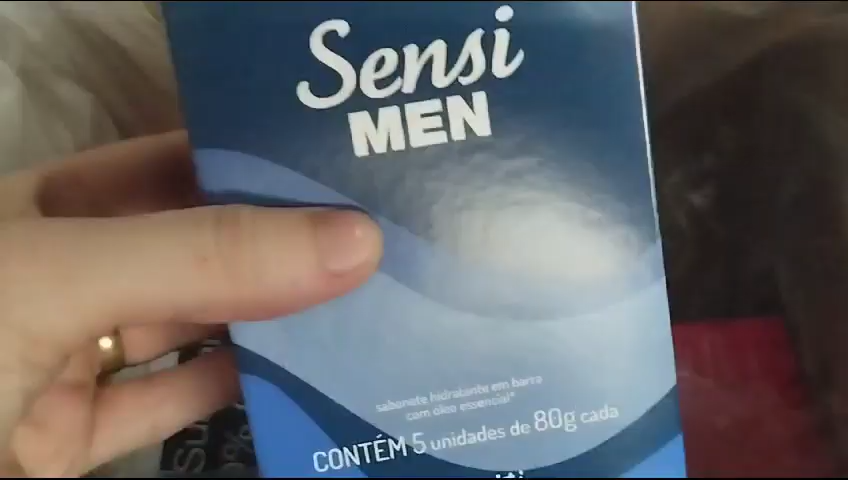 Sensi
MEN
sabonete hidratante em barra
com óleo essencial*
CONTÉM 5 unidades de 80g cada